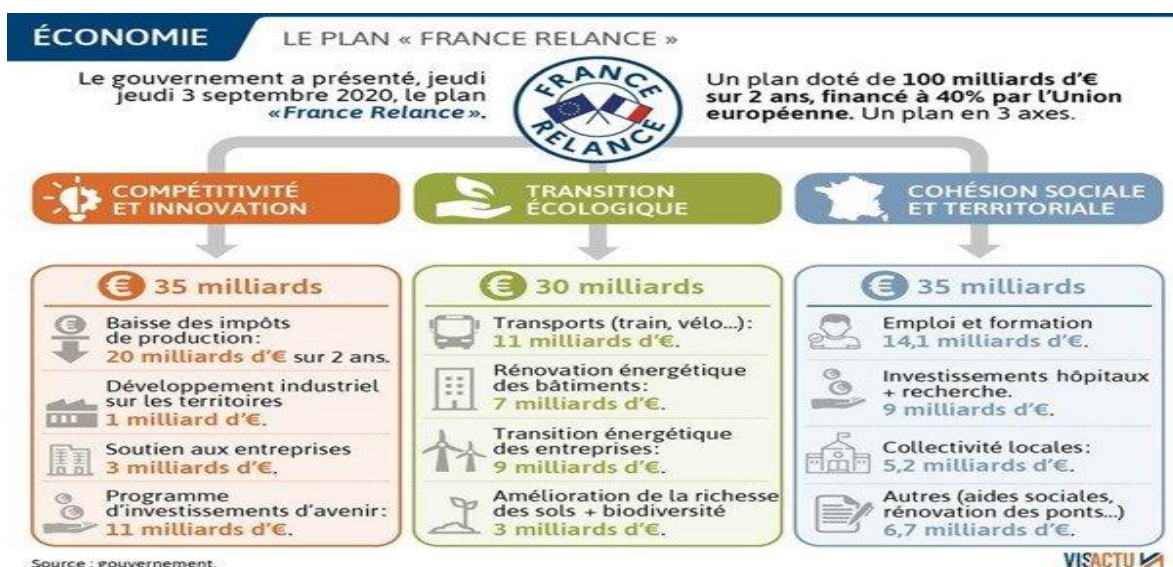 ÉCONOMIE
LE PLAN « FRANCE RELANCE »
Le gouvernement a présenté, jeudi
jeudi 3 septembre 2020, le plan
«France Relance».
FRANCE
RELANCE
Un plan doté de 100 milliards d'€
sur 2 ans, financé à 40% par l'Union
européenne. Un plan en 3 axes.
COMPÉTITIVITÉ
ET INNOVATION
€ 35 milliards
Baisse des impôts
de production:
20 milliards d'€ sur 2 ans.
Développement industriel
sur les territoires
1 milliard d'€.
Soutien aux entreprises
3 milliards d'€.
Programme
d'investissements d'avenir:
11 milliards d'€.
TRANSITION
ÉCOLOGIQUE
€ 30 milliards
Transports (train, vélo...):
11 milliards d'€.
Rénovation énergétique
des bâtiments:
7 milliards d'€.
Transition énergétique
des entreprises:
9 milliards d'€.
Amélioration de la richesse
des sols + biodiversité
3 milliards d'€.
COHÉSION SOCIALE
ET TERRITORIALE
€ 35 milliards
Emploi et formation
14,1 milliards d'€.
Investissements hôpitaux
+ recherche.
9 milliards d'€.
Collectivité locales:
5,2 milliards d'€.
Autres (aides sociales,
rénovation des ponts...)
6,7 milliards d'€.
Source : gouvernement.
VISACTU